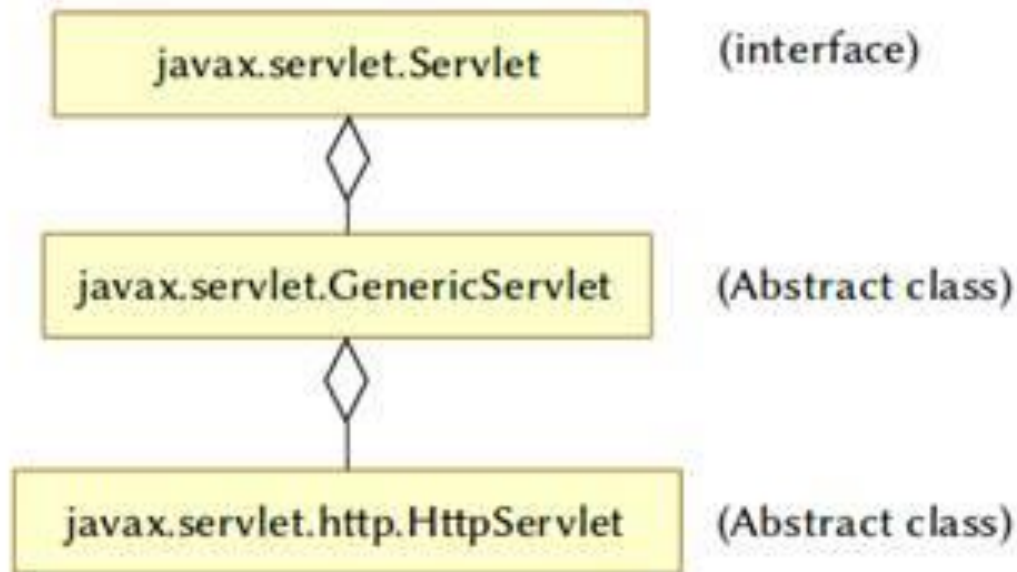 javax.servlet.Servlet (interface)
javax.servlet.GenericServlet (Abstract class)
javax.servlet.http.HttpServlet (Abstract class)